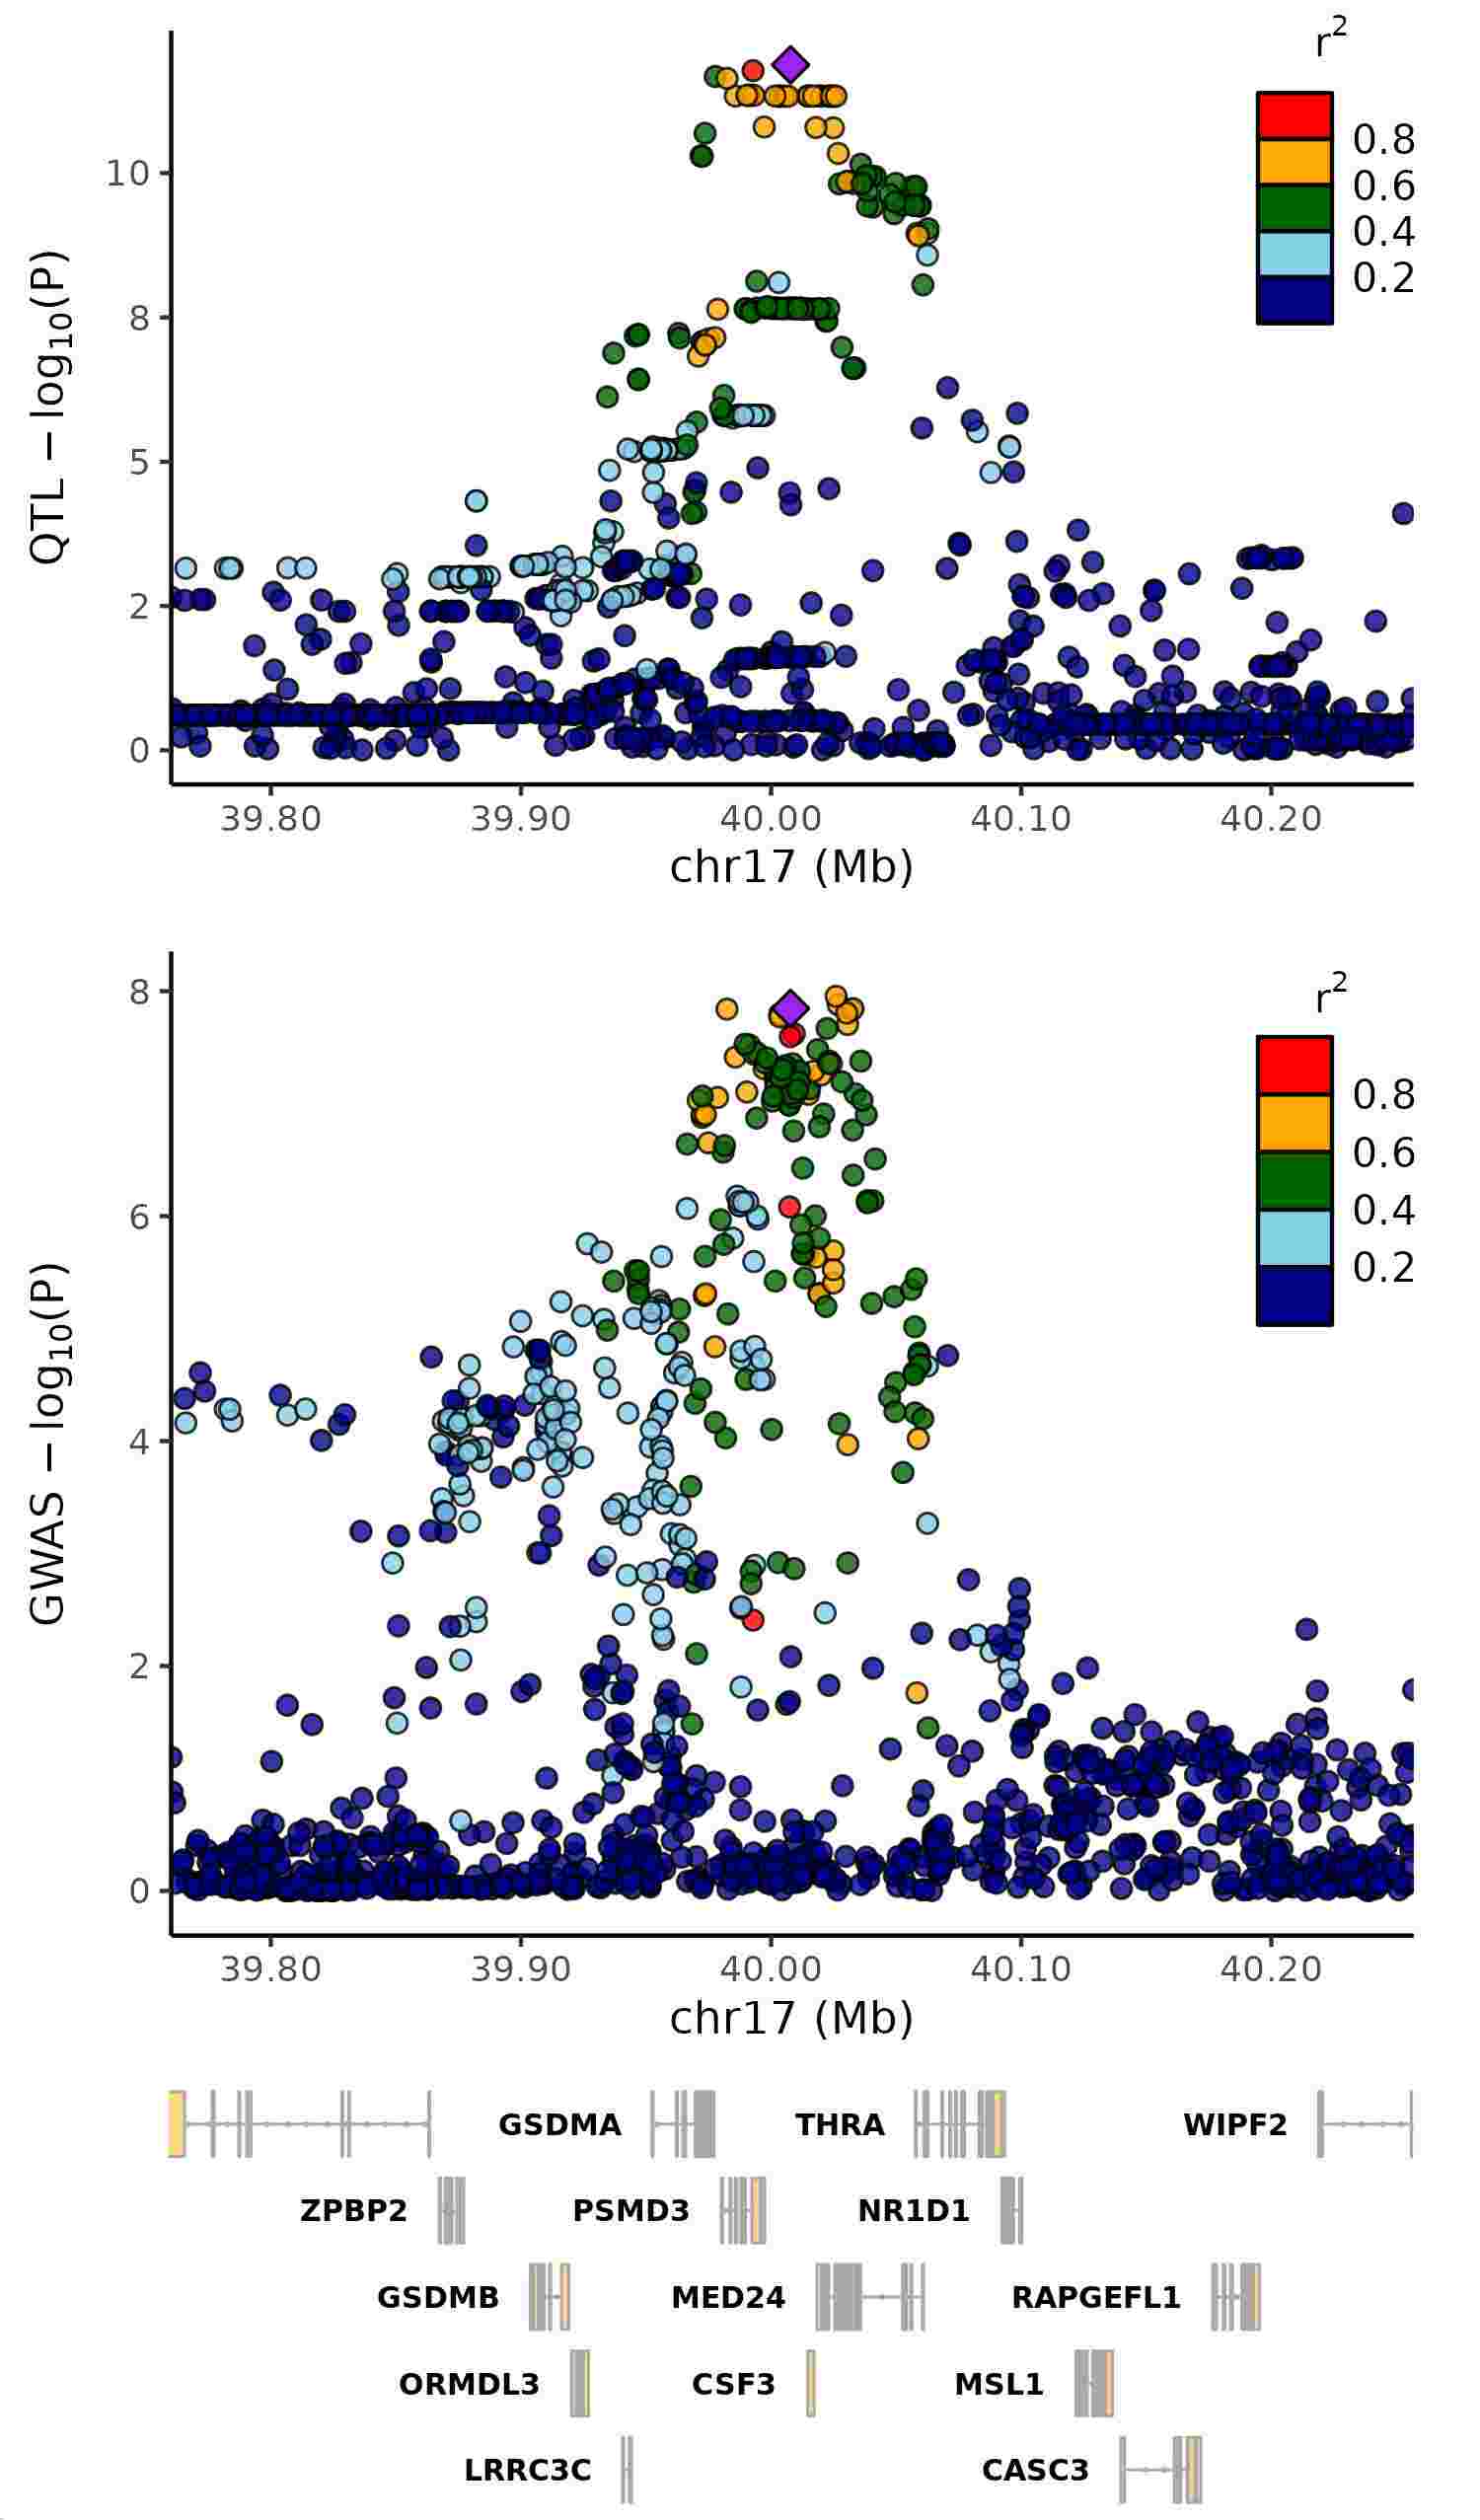 r²
0.8
0.6
0.4
0.2
10
8
5
2
0
QTL −log₁₀(P)
39.80 39.90 40.00 40.10 40.20
chr17 (Mb)
r²
0.8
0.6
0.4
0.2
8
6
4
2
0
GWAS −log₁₀(P)
39.80 39.90 40.00 40.10 40.20
chr17 (Mb)
GSDMA THRA WIPF2
ZPBP2 PSMD3 NR1D1
GSDMB MED24 RAPGEFL1
ORMDL3 CSF3 MSL1
LRRC3C CASC3